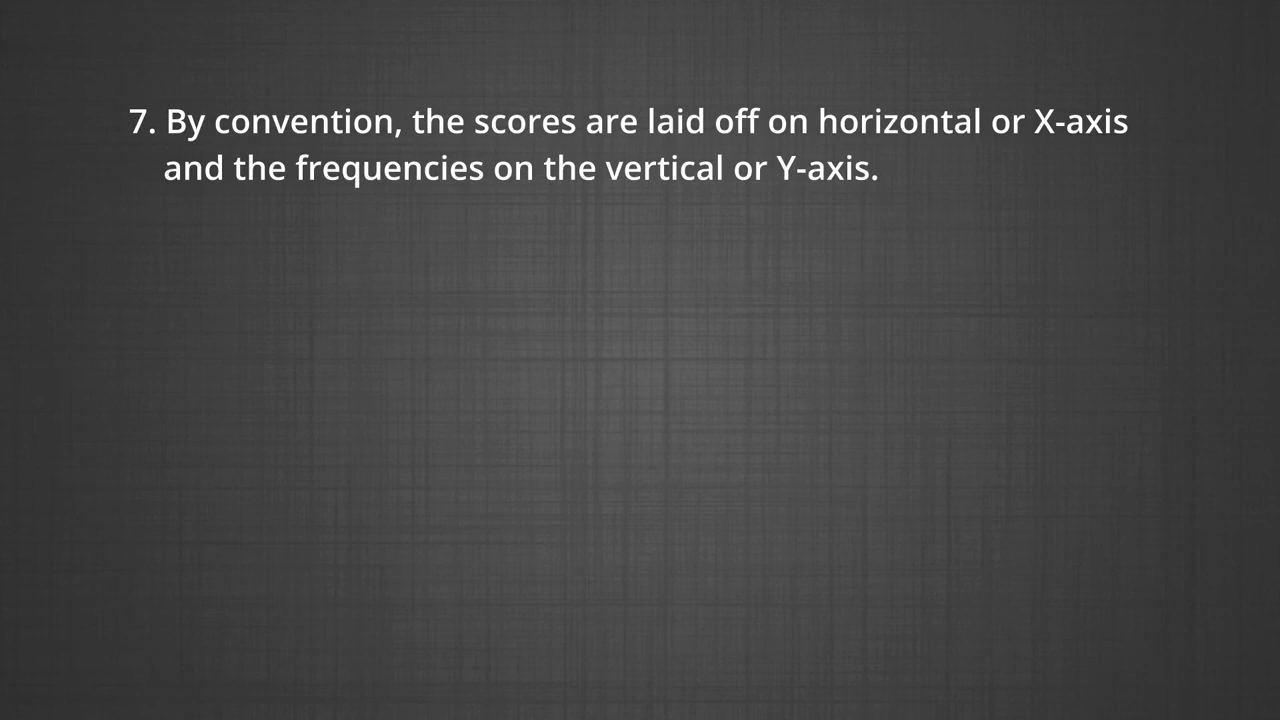 7. By convention, the scores are laid off on horizontal or X-axis
and the frequencies on the vertical or Y-axis.